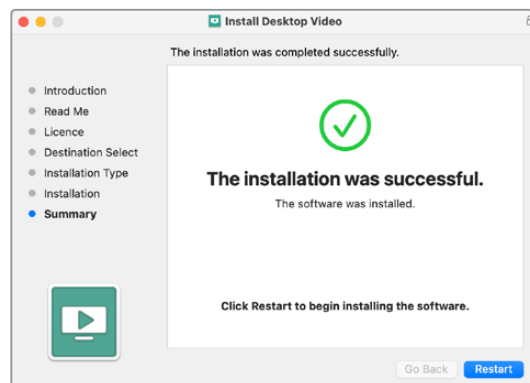 Install Desktop Video
The installation was completed successfully.
Introduction
Read Me
Licence
Destination Select
Installation Type
Installation
Summary
The installation was successful.
The software was installed.
Click Restart to begin installing the software.
Go Back
Restart